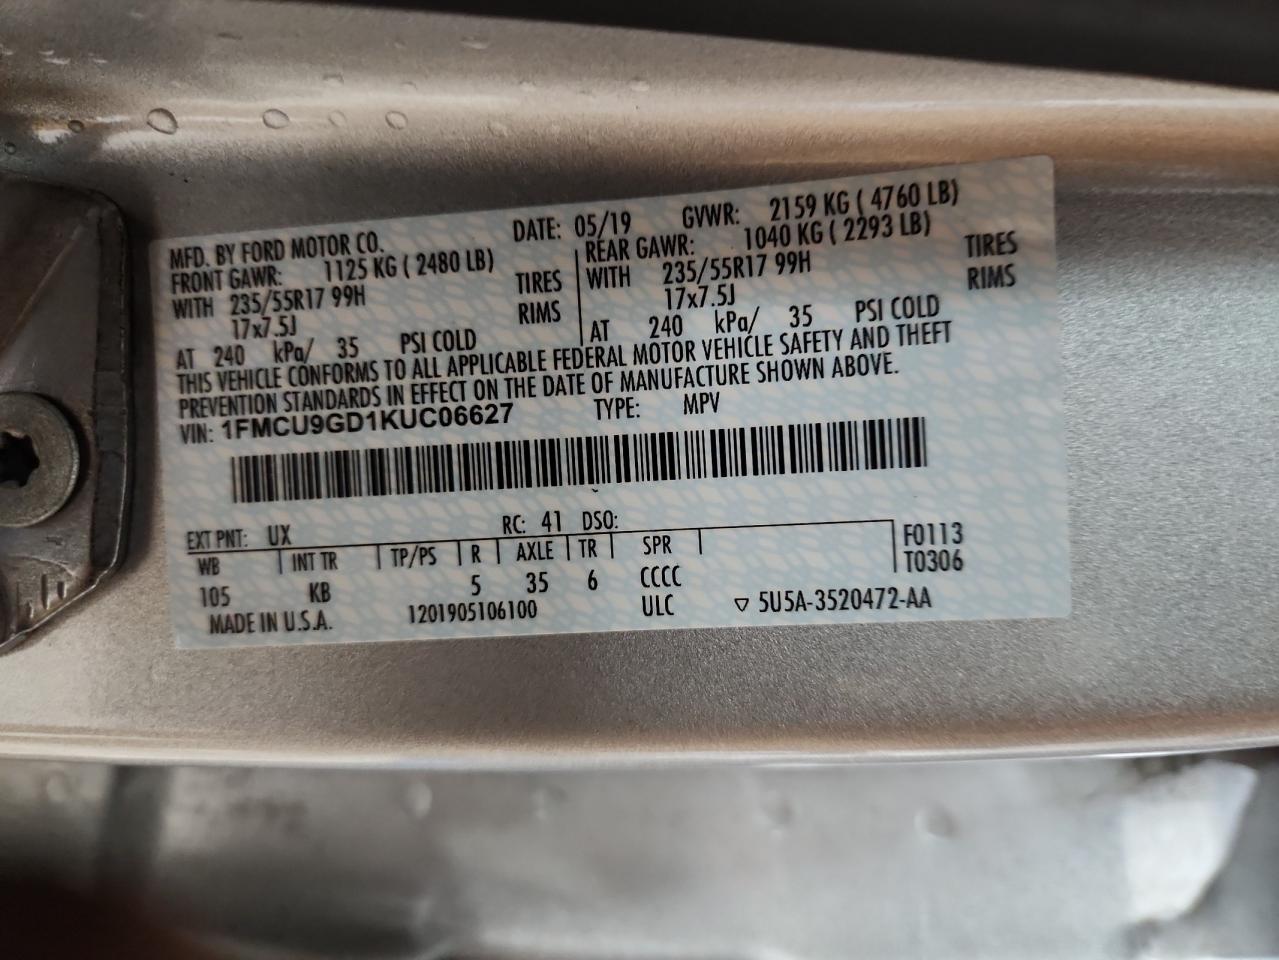 MFD. BY FORD MOTOR CO. DATE: 05/19 GVWR: 2159 KG ( 4760 LB)
FRONT GAWR: 1125 KG ( 2480 LB) REAR GAWR: 1040 KG ( 2293 LB)
WITH 235/55R17 99H TIRES WITH 235/55R17 99H TIRES
17x7.5J RIMS 17x7.5J RIMS
AT 240 kPa/ 35 PSI COLD AT 240 kPa/ 35 PSI COLD
THIS VEHICLE CONFORMS TO ALL APPLICABLE FEDERAL MOTOR VEHICLE SAFETY AND THEFT
PREVENTION STANDARDS IN EFFECT ON THE DATE OF MANUFACTURE SHOWN ABOVE.
VIN: 1FMCU9GD1KUC06627 TYPE: MPV
EXT PNT: UX RC: 41 DSO:
WB INT TR TP/PS R AXLE TR SPR F0113
105 KB 5 35 6 CCCC T0306
MADE IN U.S.A. 1201905106100 ULC ▽ 5U5A-3520472-AA